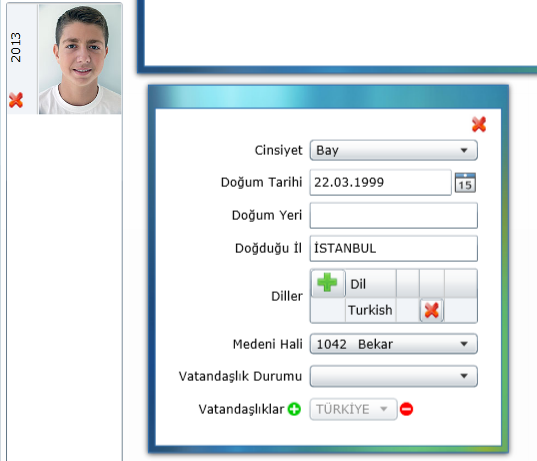 2013
Cinsiyet Bay
Doğum Tarihi 22.03.1999 15
Doğum Yeri
Doğduğu İl İSTANBUL
Diller Dil
Turkish
Medeni Hali 1042 Bekar
Vatandaşlık Durumu
Vatandaşlıklar TÜRKİYE